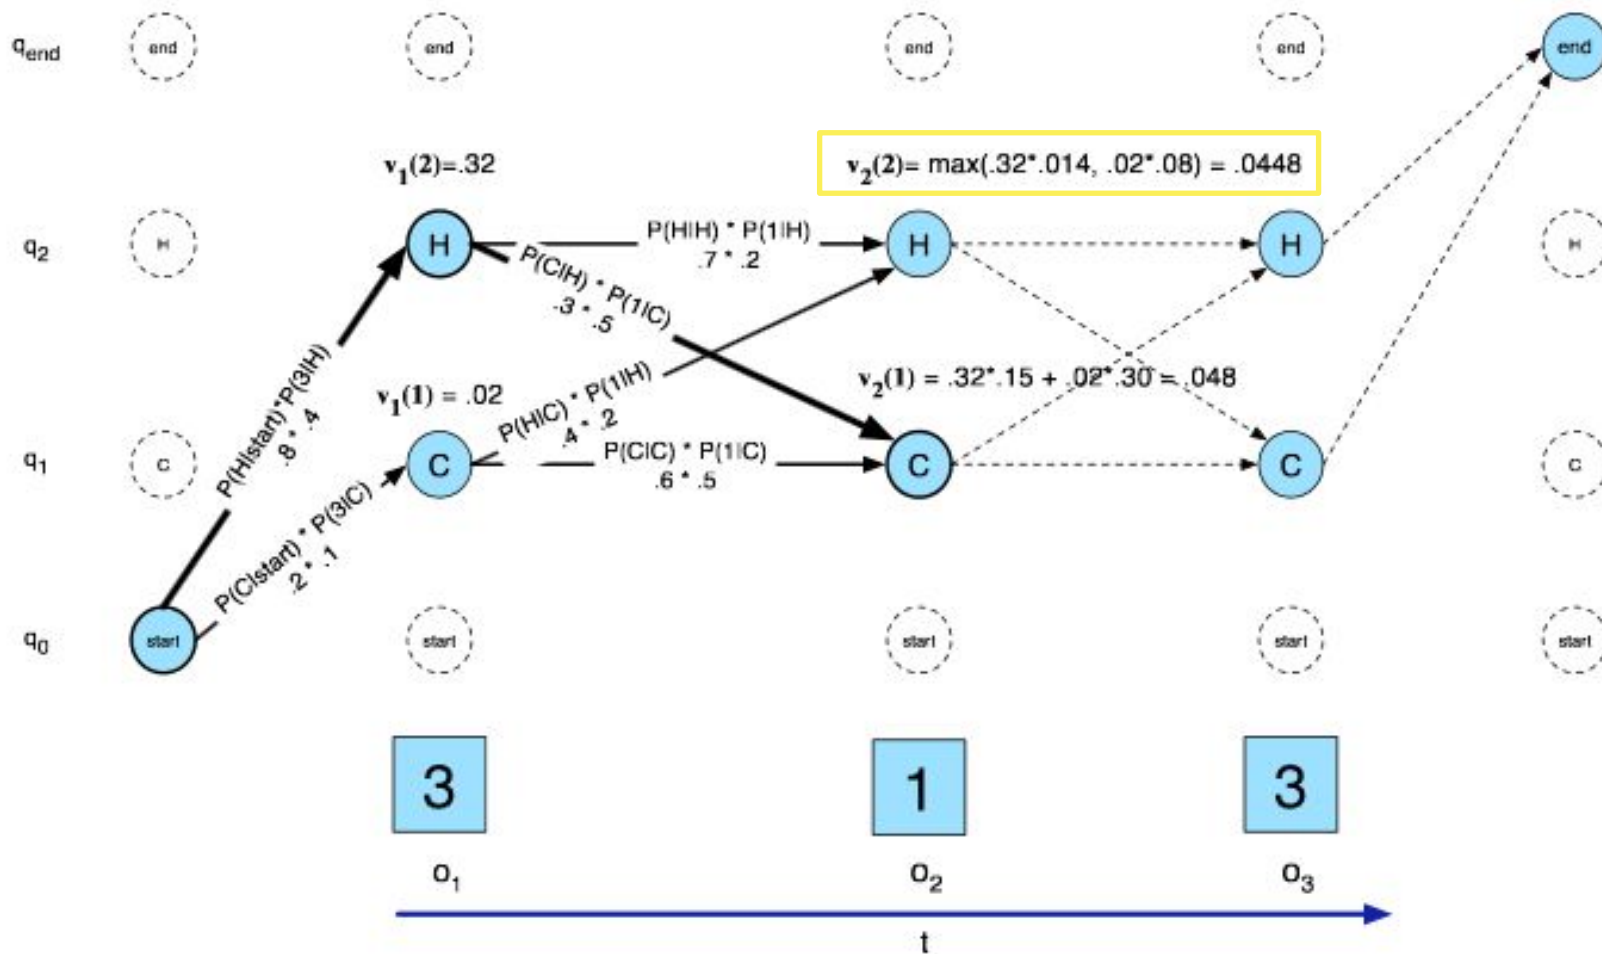 q_end end end end end end
v₁(2)=.32 v₂(2)= max(.32*.014, .02*.08) = .0448
q₂ H H H H H
P(H|H) * P(1|H)
.7 * .2
P(C|H) * P(1|C)
.3 * .5
P(H|start)*P(3|H)
.8 * .4
v₁(1) = .02 v₂(1) = .32*.15 + .02*.30 = .048
P(H|C) * P(1|H)
.4 * .2
q₁ C C C C C
P(C|C) * P(1|C)
.6 * .5
P(C|start) * P(3|C)
.2 * .1
q₀ start start start start start
3 1 3
o₁ o₂ o₃
t